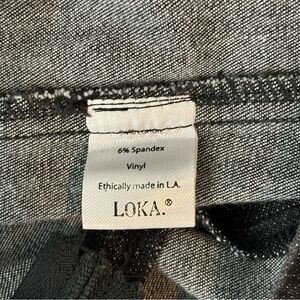 6% Spandex
Vinyl
Ethically made in L.A.
LOKA.®